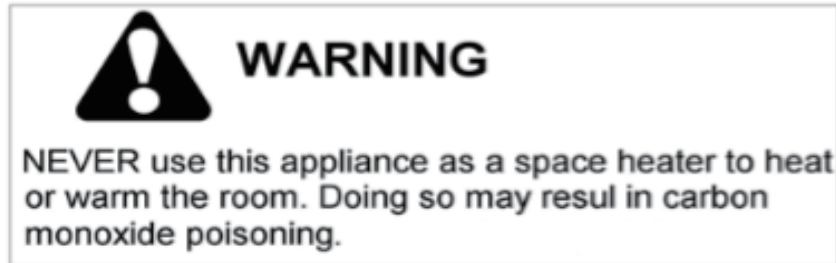 WARNING
NEVER use this appliance as a space heater to heat
or warm the room. Doing so may resul in carbon
monoxide poisoning.